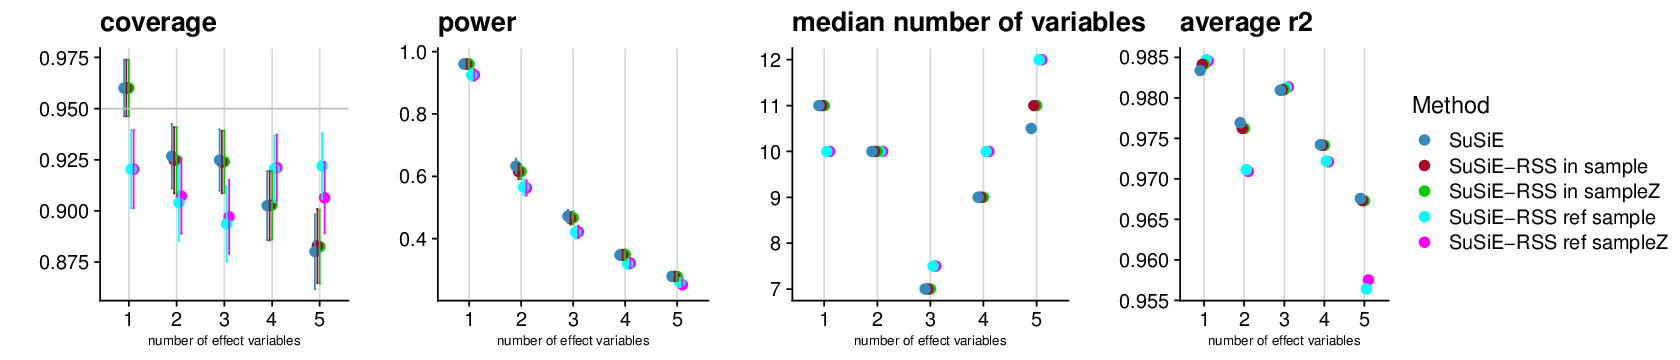 coverage
0.975
0.950
0.925
0.900
0.875
1 2 3 4 5
number of effect variables
power
1.0
0.8
0.6
0.4
1 2 3 4 5
number of effect variables
median number of variables
12
11
10
9
8
7
1 2 3 4 5
number of effect variables
average r2
0.985
0.980
0.975
0.970
0.965
0.960
0.955
1 2 3 4 5
number of effect variables
Method
SuSiE
SuSiE−RSS in sample
SuSiE−RSS in sampleZ
SuSiE−RSS ref sample
SuSiE−RSS ref sampleZ